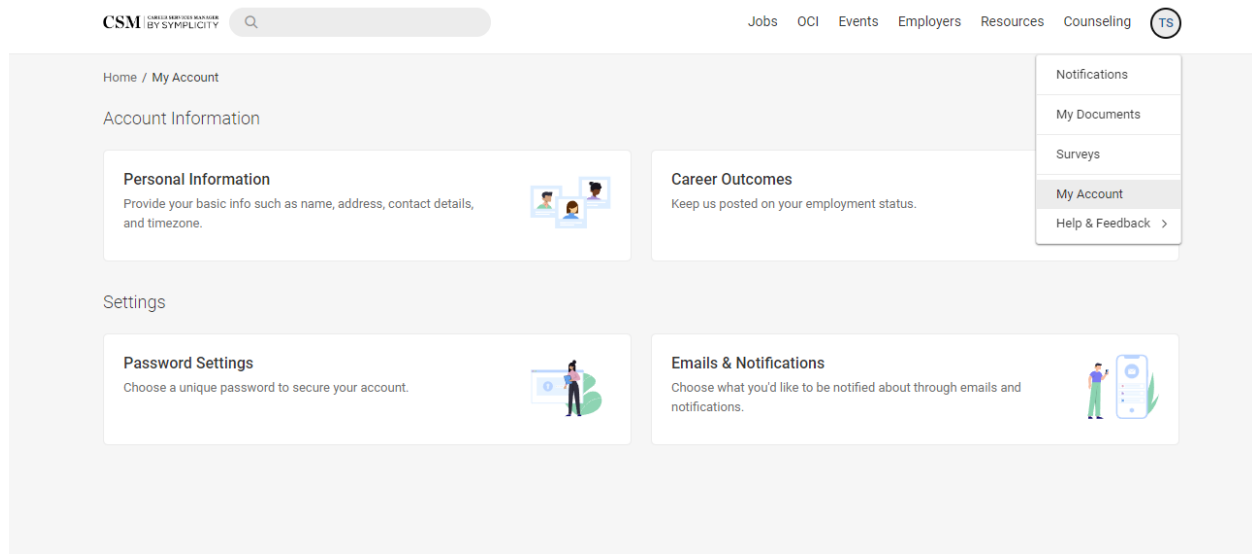 CSM CAREER SERVICES MANAGER
BY SYMPLICITY
Jobs OCI Events Employers Resources Counseling TS
Home / My Account
Account Information
Personal Information
Provide your basic info such as name, address, contact details,
and timezone.
Career Outcomes
Keep us posted on your employment status.
Notifications
My Documents
Surveys
My Account
Help & Feedback >
Settings
Password Settings
Choose a unique password to secure your account.
Emails & Notifications
Choose what you'd like to be notified about through emails and
notifications.